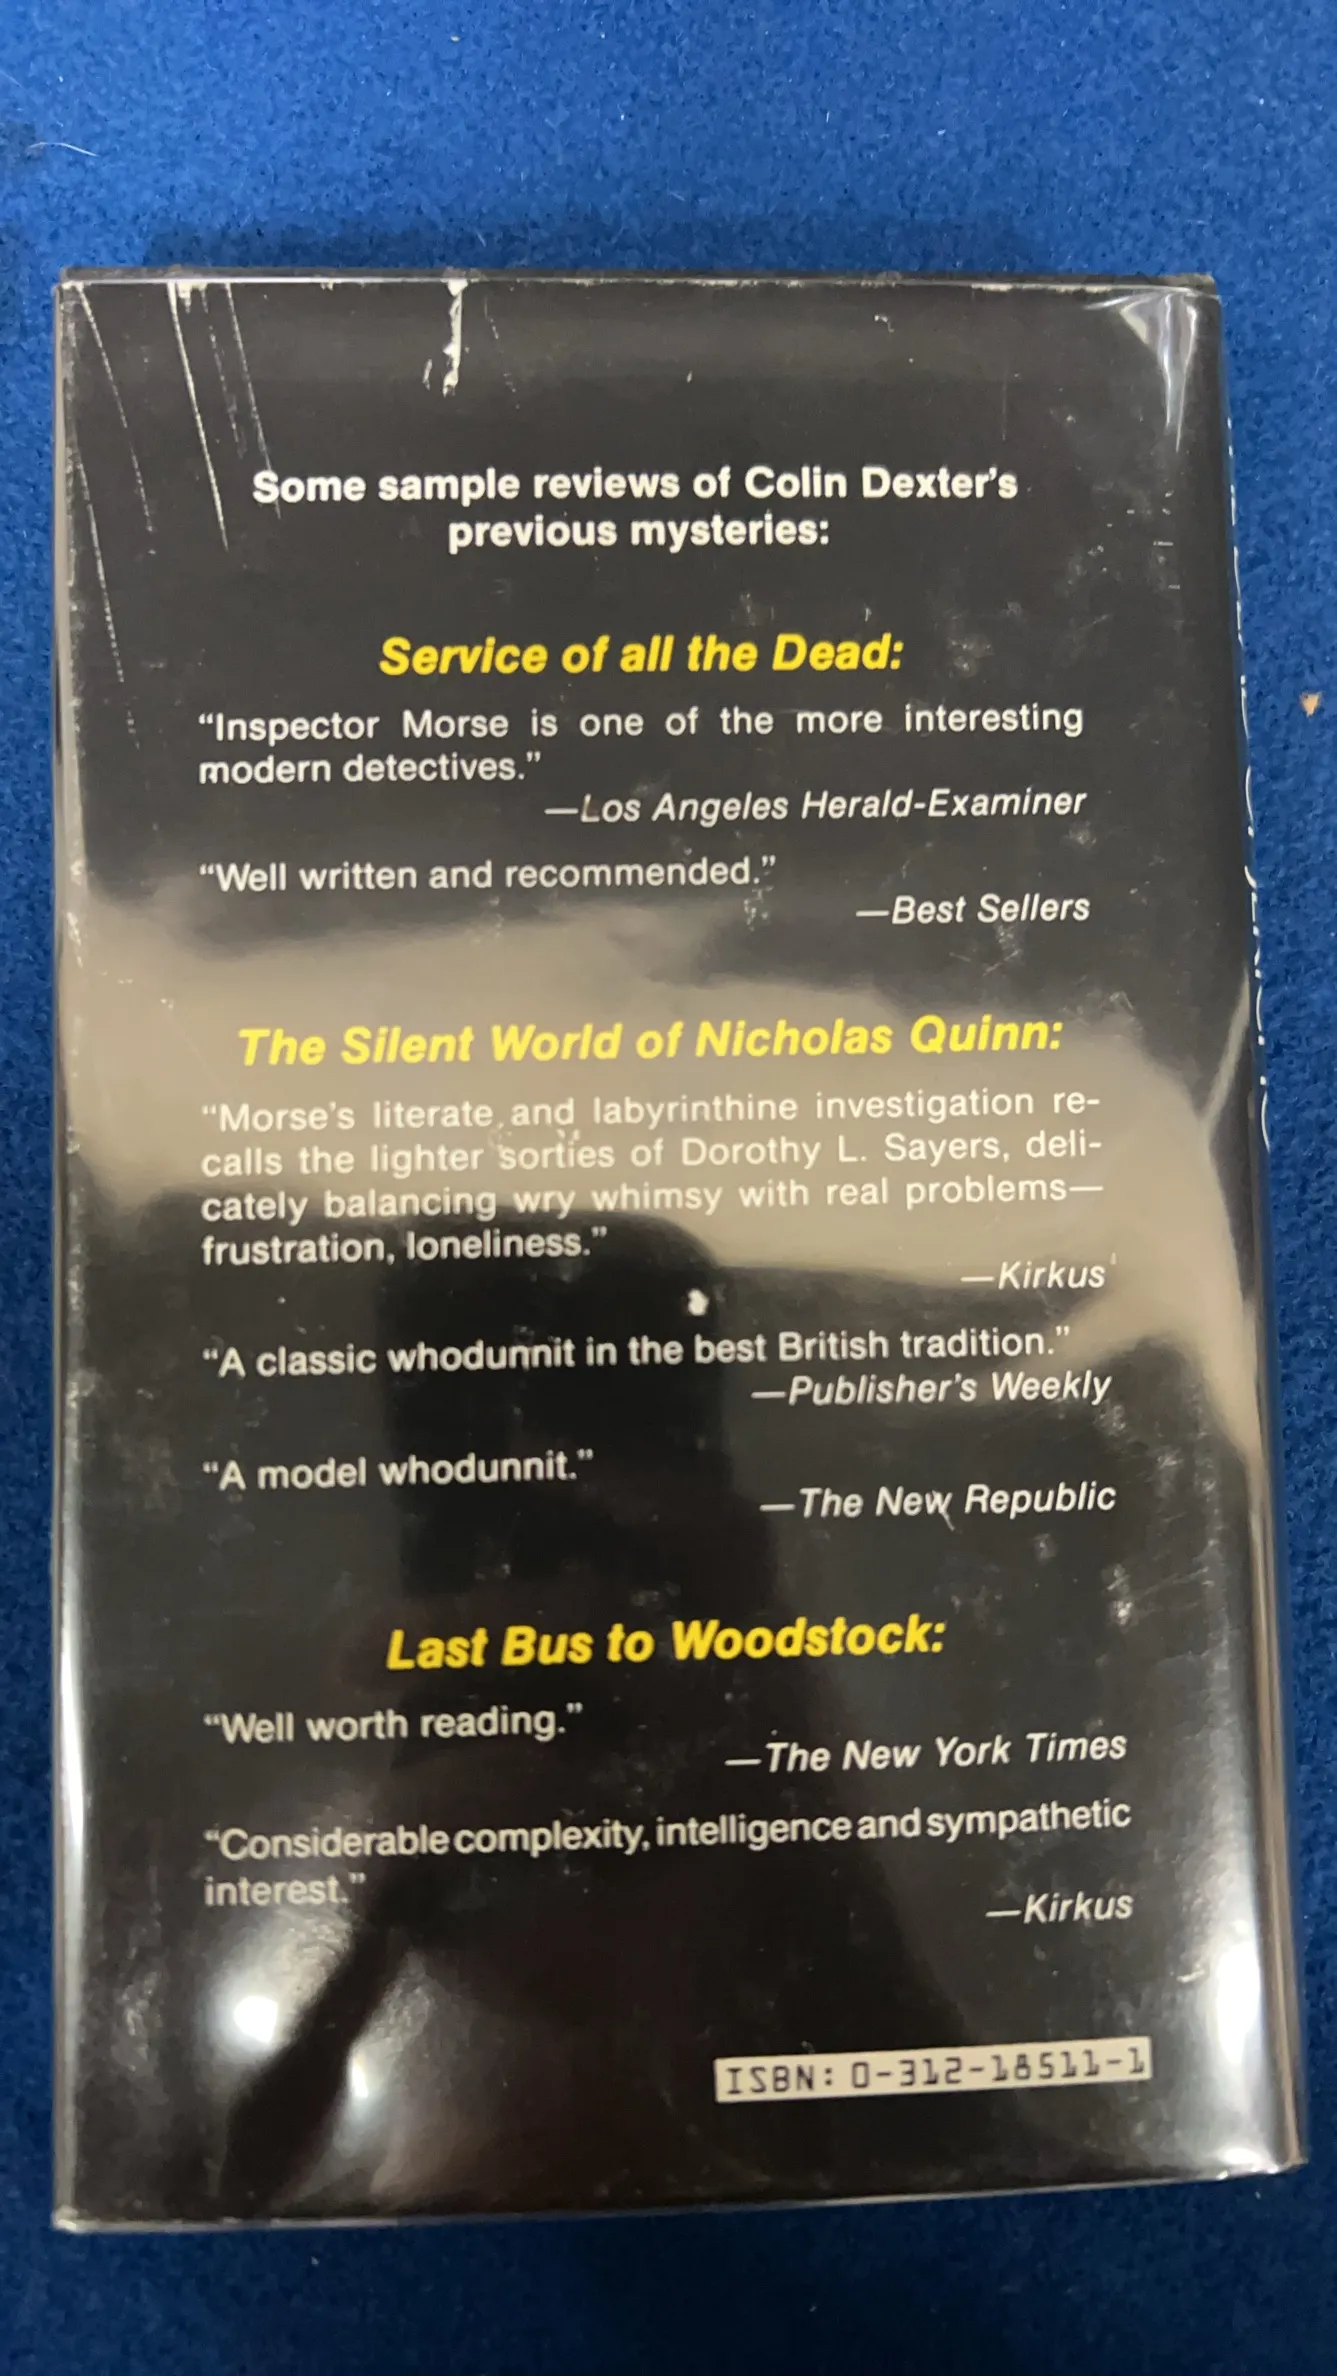 Some sample reviews of Colin Dexter's
previous mysteries:
Service of all the Dead:
“Inspector Morse is one of the more interesting
modern detectives.”
—Los Angeles Herald-Examiner
“Well written and recommended.”
—Best Sellers
The Silent World of Nicholas Quinn:
“Morse's literate and labyrinthine investigation re-
calls the lighter sorties of Dorothy L. Sayers, deli-
cately balancing wry whimsy with real problems—
frustration, loneliness.”
—Kirkus
“A classic whodunnit in the best British tradition.”
—Publisher's Weekly
“A model whodunnit.”
—The New Republic
Last Bus to Woodstock:
“Well worth reading.”
—The New York Times
“Considerable complexity, intelligence and sympathetic
interest.”
—Kirkus
ISBN: 0-312-18511-1